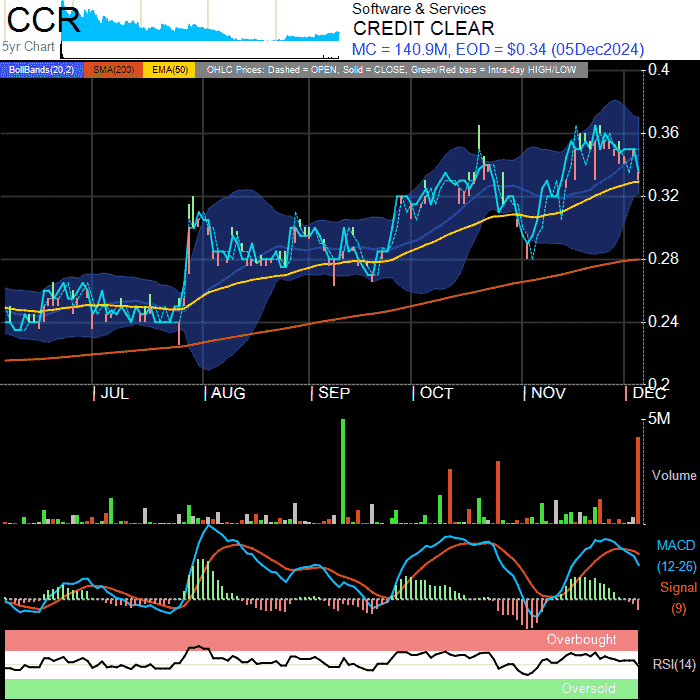 CCR
5yr Chart
Software & Services
CREDIT CLEAR
MC = 140.9M, EOD = $0.34 (05Dec2024)
BollBands(20,2) SMA(200) EMA(50) OHLC Prices: Dashed = OPEN, Solid = CLOSE, Green/Red bars = Intra-day HIGH/LOW
0.4
0.36
0.32
0.28
0.24
0.2
JUL AUG SEP OCT NOV DEC
5M
Volume
MACD
(12-26)
Signal
(9)
Overbought
RSI(14)
Oversold